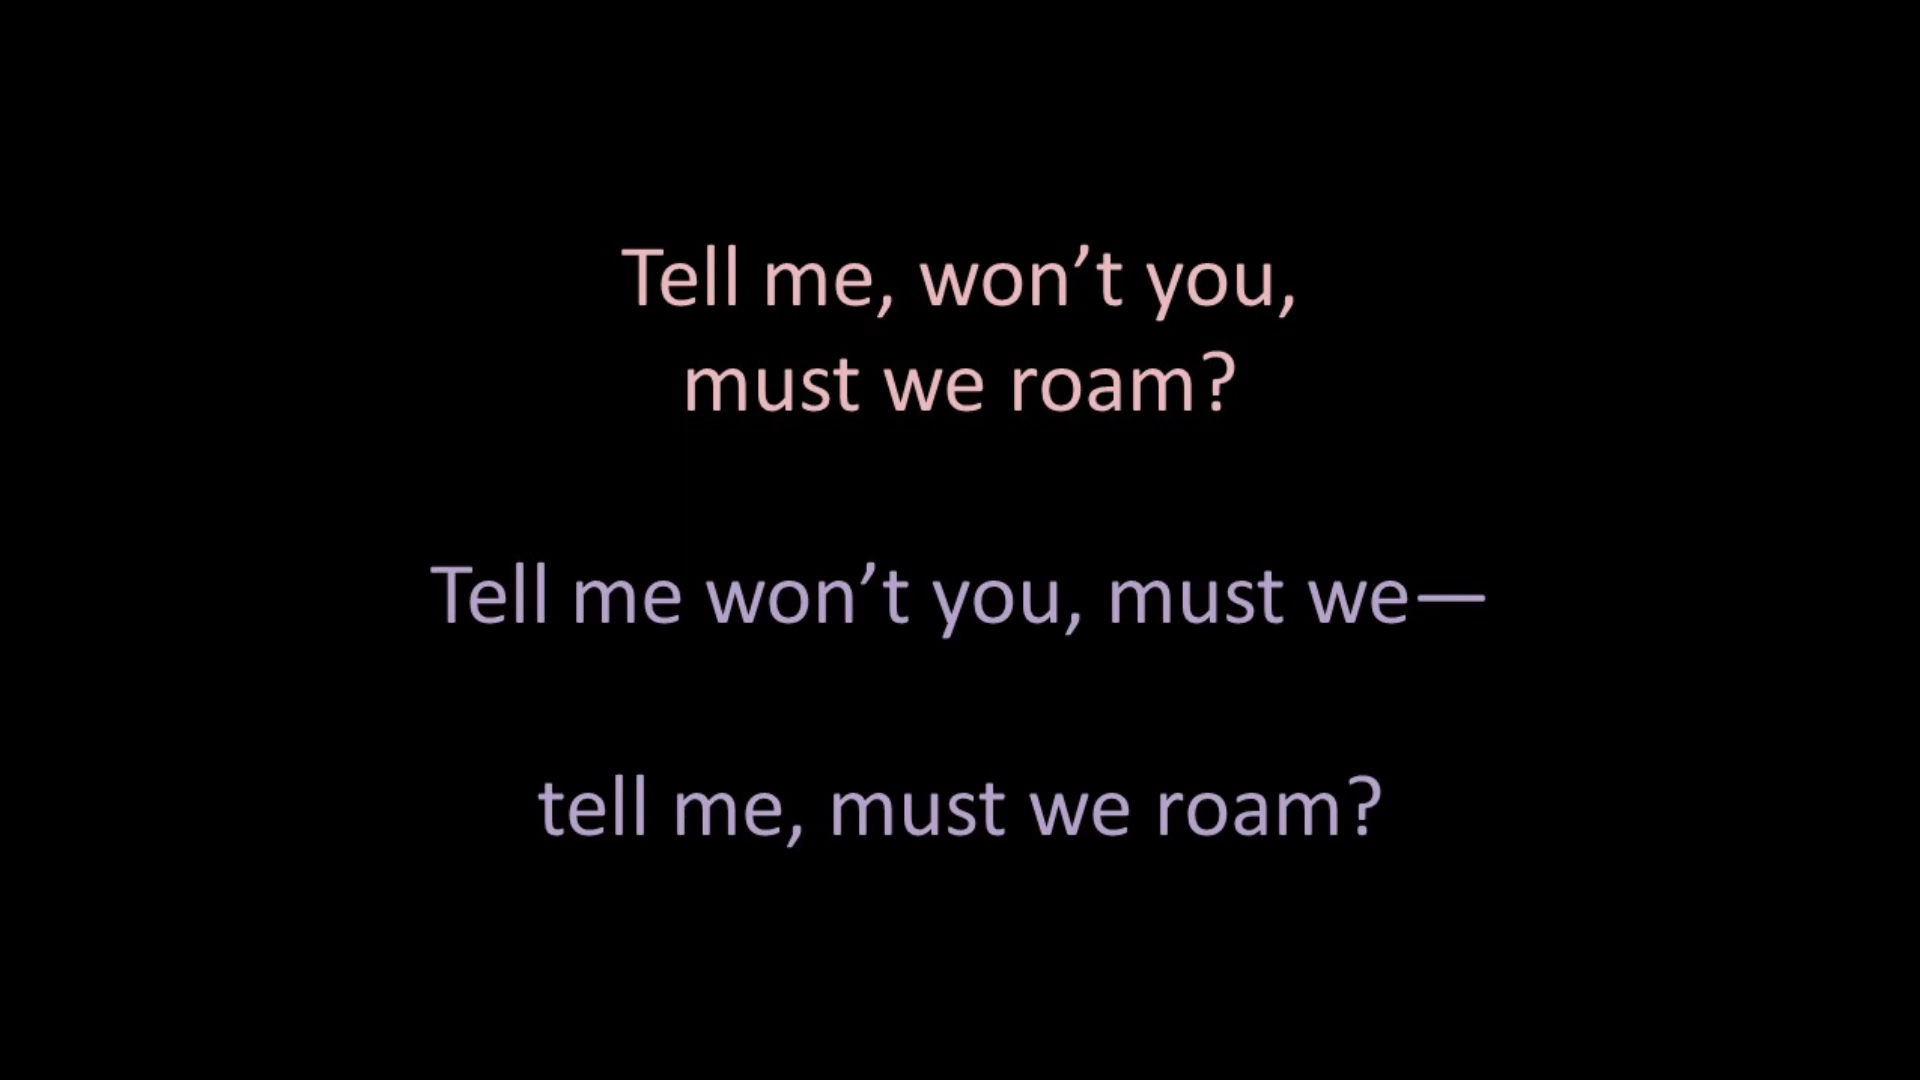 Tell me, won’t you,
must we roam?
Tell me won’t you, must we—
tell me, must we roam?